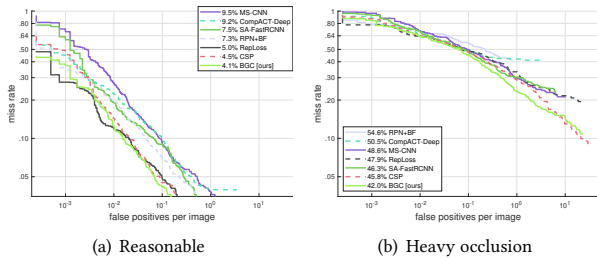 1
.80
.64
.50
.40
.30
.20
.10
.05
miss rate
10-3
10-2
10-1
100
101
false positives per image
9.5% MS-CNN
9.2% CompACT-Deep
7.5% SA-FastRCNN
7.3% RPN+BF
5.0% RepLoss
4.5% CSP
4.1% BGC [ours]
(a) Reasonable
1
.80
.64
.50
.40
.30
.20
.10
.05
miss rate
10-3
10-2
10-1
100
101
false positives per image
54.6% RPN+BF
50.5% CompACT-Deep
48.6% MS-CNN
47.9% RepLoss
46.3% SA-FastRCNN
45.8% CSP
42.0% BGC [ours]
(b) Heavy occlusion